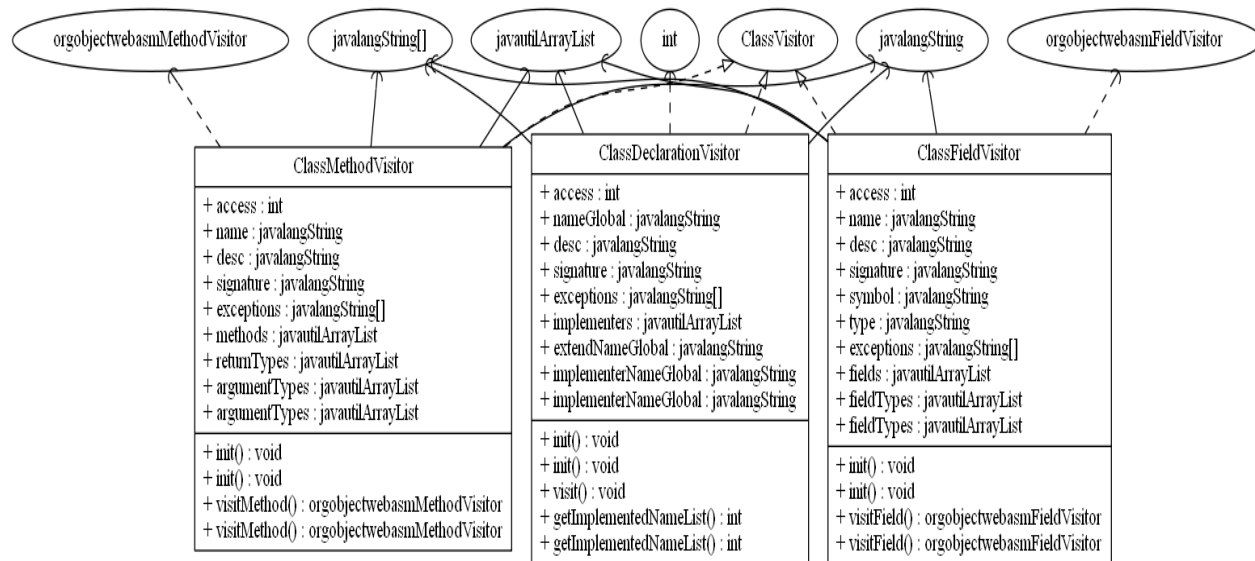 orgobjectwebasmMethodVisitor
javalangString[]
javautilArrayList
int
ClassVisitor
javalangString
orgobjectwebasmFieldVisitor
ClassMethodVisitor
+ access : int
+ name : javalangString
+ desc : javalangString
+ signature : javalangString
+ exceptions : javalangString[]
+ methods : javautilArrayList
+ returnTypes : javautilArrayList
+ argumentTypes : javautilArrayList
+ argumentTypes : javautilArrayList
+ init() : void
+ init() : void
+ visitMethod() : orgobjectwebasmMethodVisitor
+ visitMethod() : orgobjectwebasmMethodVisitor
ClassDeclarationVisitor
+ access : int
+ nameGlobal : javalangString
+ desc : javalangString
+ signature : javalangString
+ exceptions : javalangString[]
+ implementers : javautilArrayList
+ extendNameGlobal : javalangString
+ implementerNameGlobal : javalangString
+ implementerNameGlobal : javalangString
+ init() : void
+ init() : void
+ visit() : void
+ getImplementedNameList() : int
+ getImplementedNameList() : int
ClassFieldVisitor
+ access : int
+ name : javalangString
+ desc : javalangString
+ signature : javalangString
+ symbol : javalangString
+ type : javalangString
+ exceptions : javalangString[]
+ fields : javautilArrayList
+ fieldTypes : javautilArrayList
+ fieldTypes : javautilArrayList
+ init() : void
+ init() : void
+ visitField() : orgobjectwebasmFieldVisitor
+ visitField() : orgobjectwebasmFieldVisitor